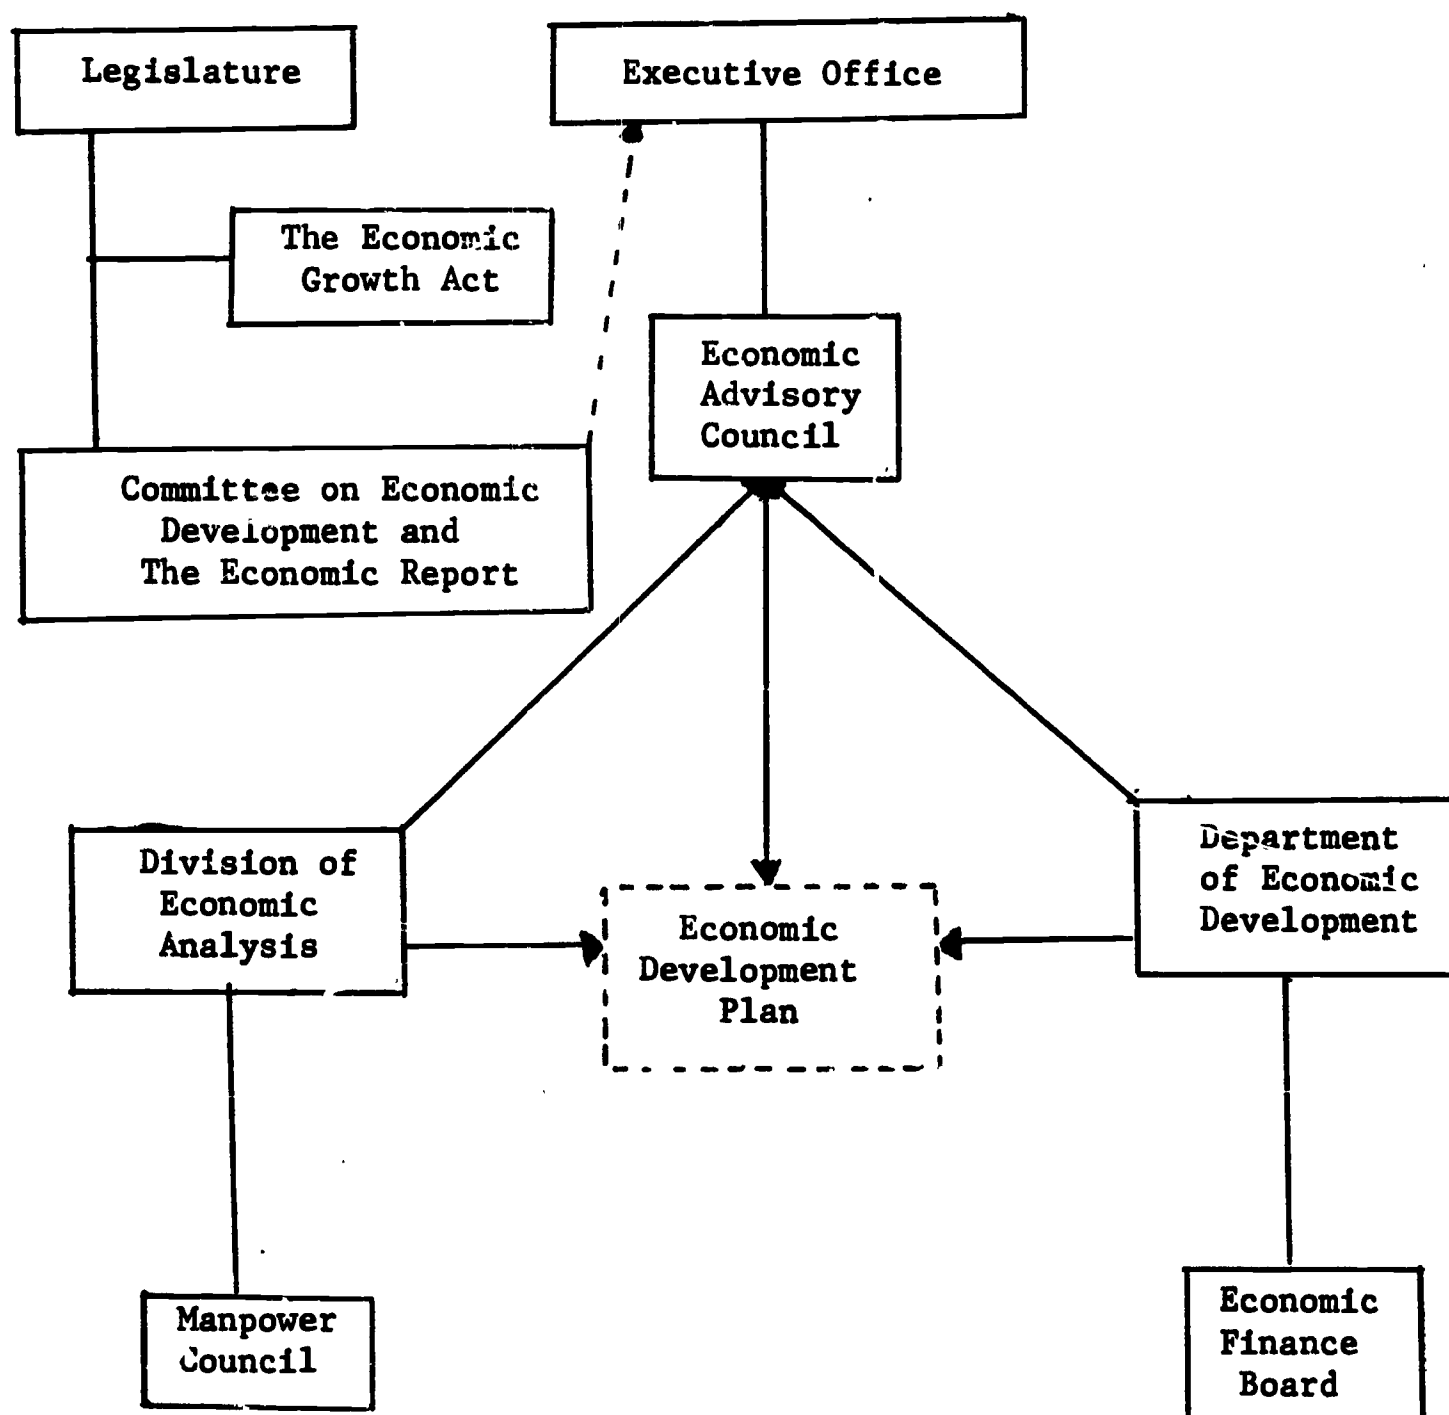 Legislature
Executive Office
The Economic
Growth Act
Economic
Advisory
Council
Committee on Economic
Development and
The Economic Report
Division of
Economic
Analysis
Economic
Development
Plan
Department
of Economic
Development
Manpower
Council
Economic
Finance
Board